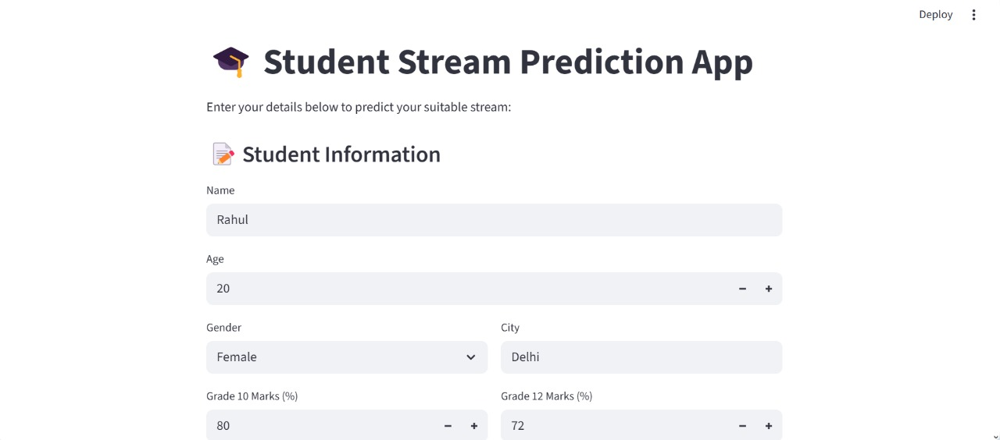 Deploy
Student Stream Prediction App
Enter your details below to predict your suitable stream:
Student Information
Name
Rahul
Age
20
Gender City
Female Delhi
Grade 10 Marks (%) Grade 12 Marks (%)
80 72